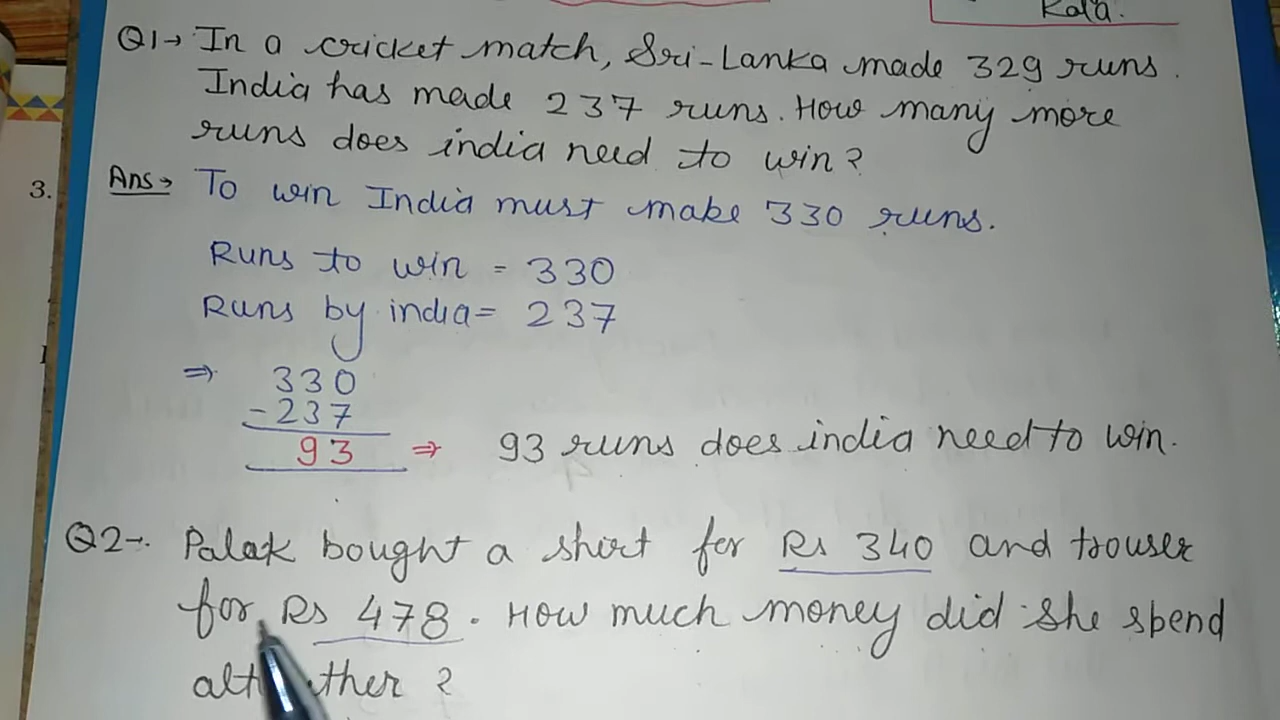 Kala.
Q1→ In a cricket match, Sri-Lanka made 329 runs.
India has made 237 runs. How many more
runs does india need to win?
3.
Ans→ To win India must make 330 runs.
Runs to win = 330
Runs by india= 237
⇒ 330
-237
93 ⇒ 93 runs does india need to win.
Q2→. Palak bought a shirt for Rs 340 and trouser
for Rs 478. How much money did she spend
?